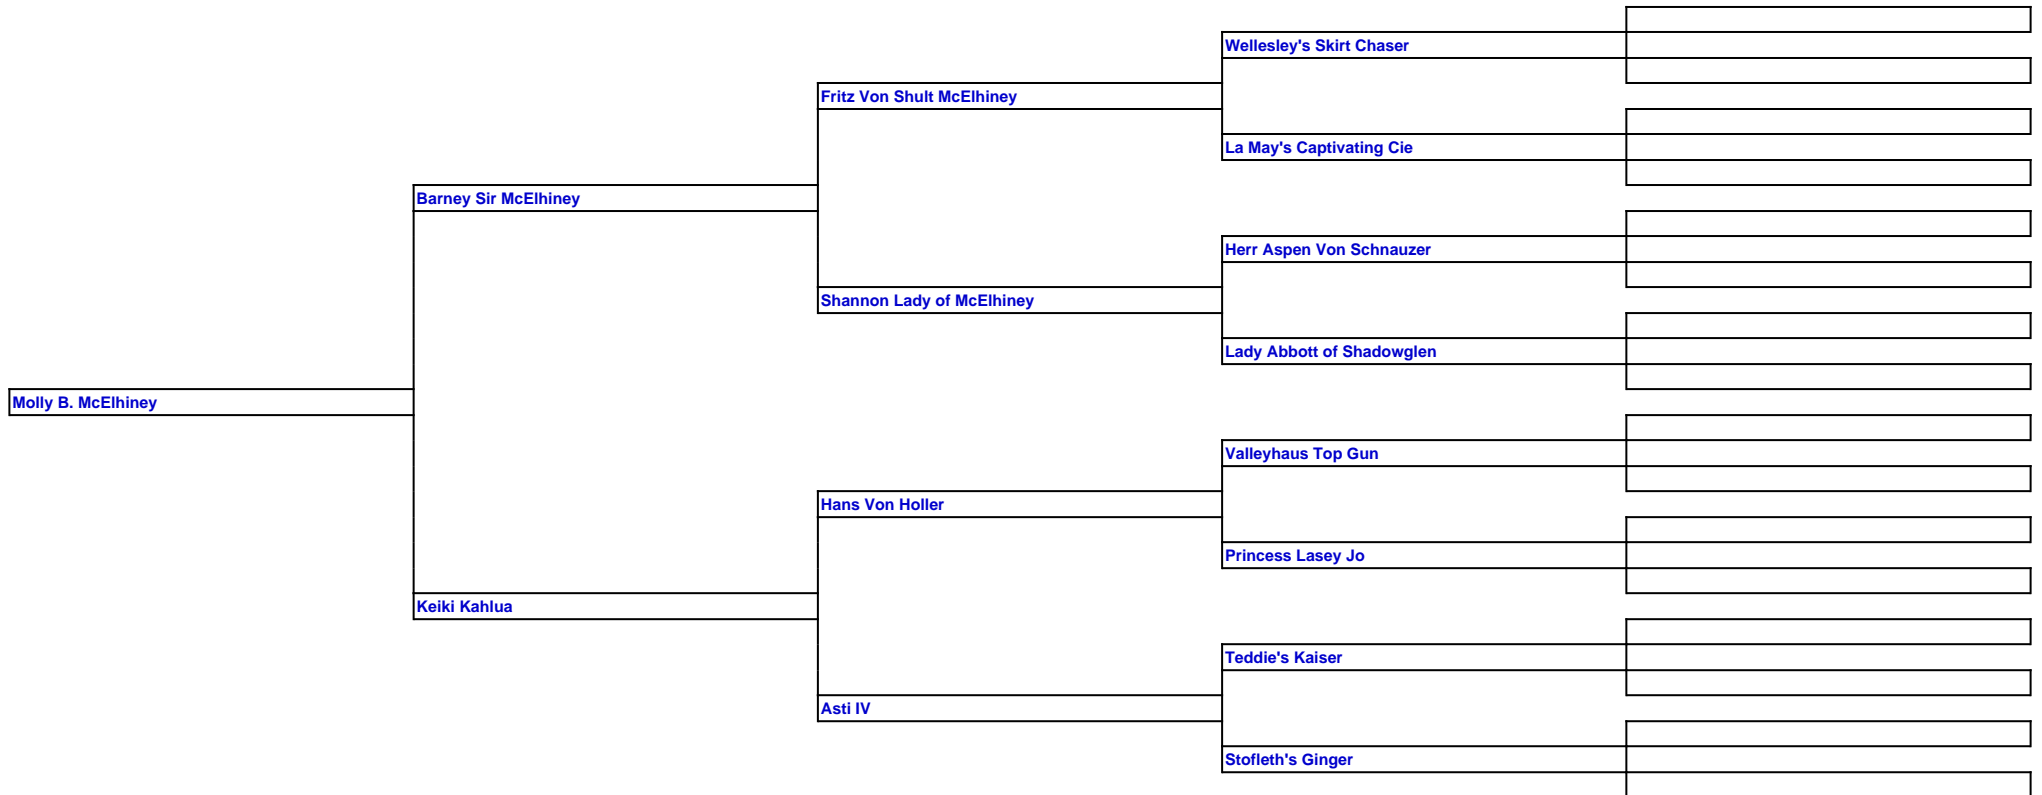 Wellesley's Skirt Chaser
Fritz Von Shult McElhiney
La May's Captivating Cie
Barney Sir McElhiney
Herr Aspen Von Schnauzer
Shannon Lady of McElhiney
Lady Abbott of Shadowglen
Molly B. McElhiney
Valleyhaus Top Gun
Hans Von Holler
Princess Lasey Jo
Keiki Kahlua
Teddie's Kaiser
Asti IV
Stofleth's Ginger